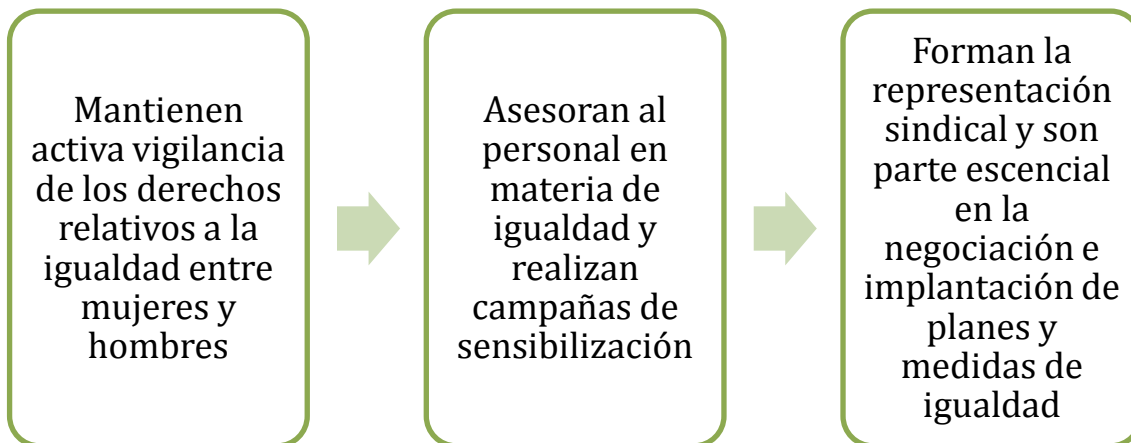 Mantienen
activa vigilancia
de los derechos
relativos a la
igualdad entre
mujeres y
hombres
Asesoran al
personal en
materia de
igualdad y
realizan
campañas de
sensibilización
Forman la
representación
sindical y son
parte escencial
en la
negociación e
implantación de
planes y
medidas de
igualdad